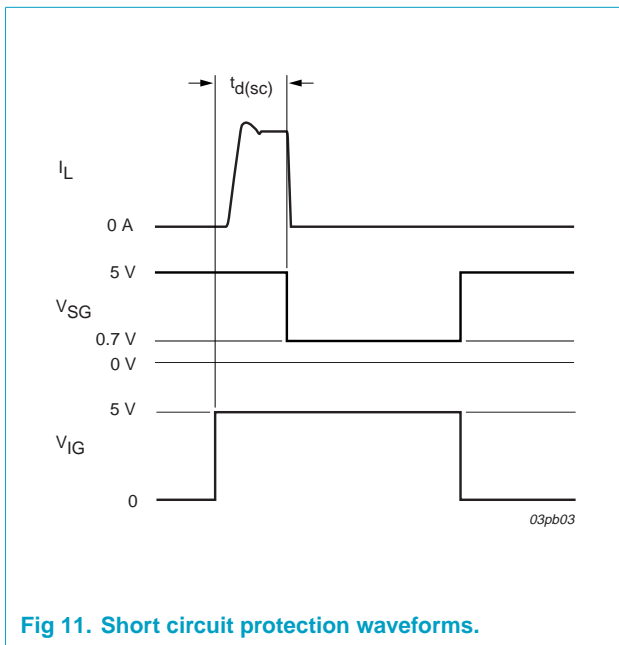 td(sc)
IL
0 A
5 V
VSG
0.7 V
0 V
5 V
VIG
0
03pb03
Fig 11. Short circuit protection waveforms.